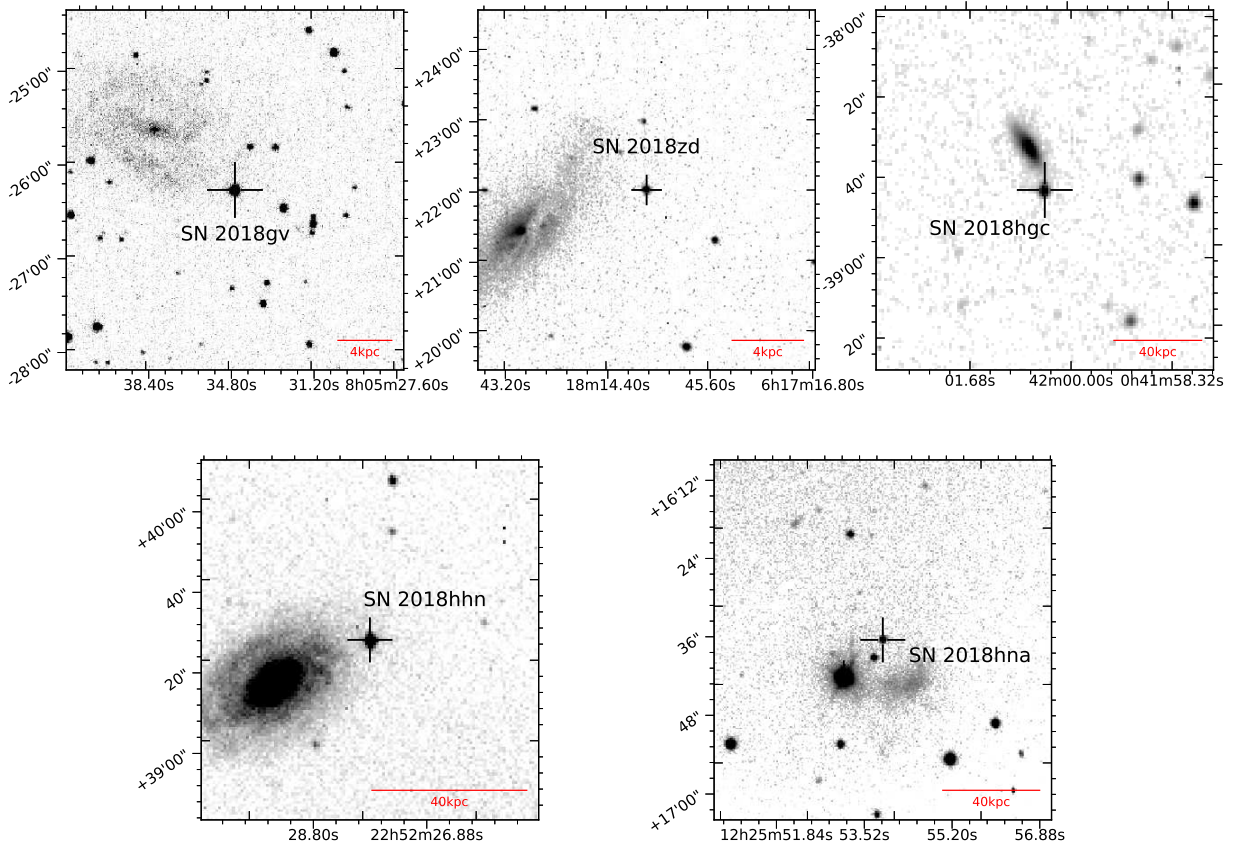 -25'00"
-26'00"
-27'00"
-28'00"
SN 2018gv
4kpc
38.40s 34.80s 31.20s 8h05m27.60s
+24'00"
+23'00"
+22'00"
+21'00"
+20'00"
SN 2018zd
4kpc
43.20s 18m14.40s 45.60s 6h17m16.80s
-38'00"
20"
40"
-39'00"
20"
SN 2018hgc
40kpc
01.68s 42m00.00s 0h41m58.32s
+40'00"
40"
20"
+39'00"
SN 2018hhn
40kpc
28.80s 22h52m26.88s
+16'12"
24"
36"
48"
+17'00"
SN 2018hna
40kpc
12h25m51.84s 53.52s 55.20s 56.88s